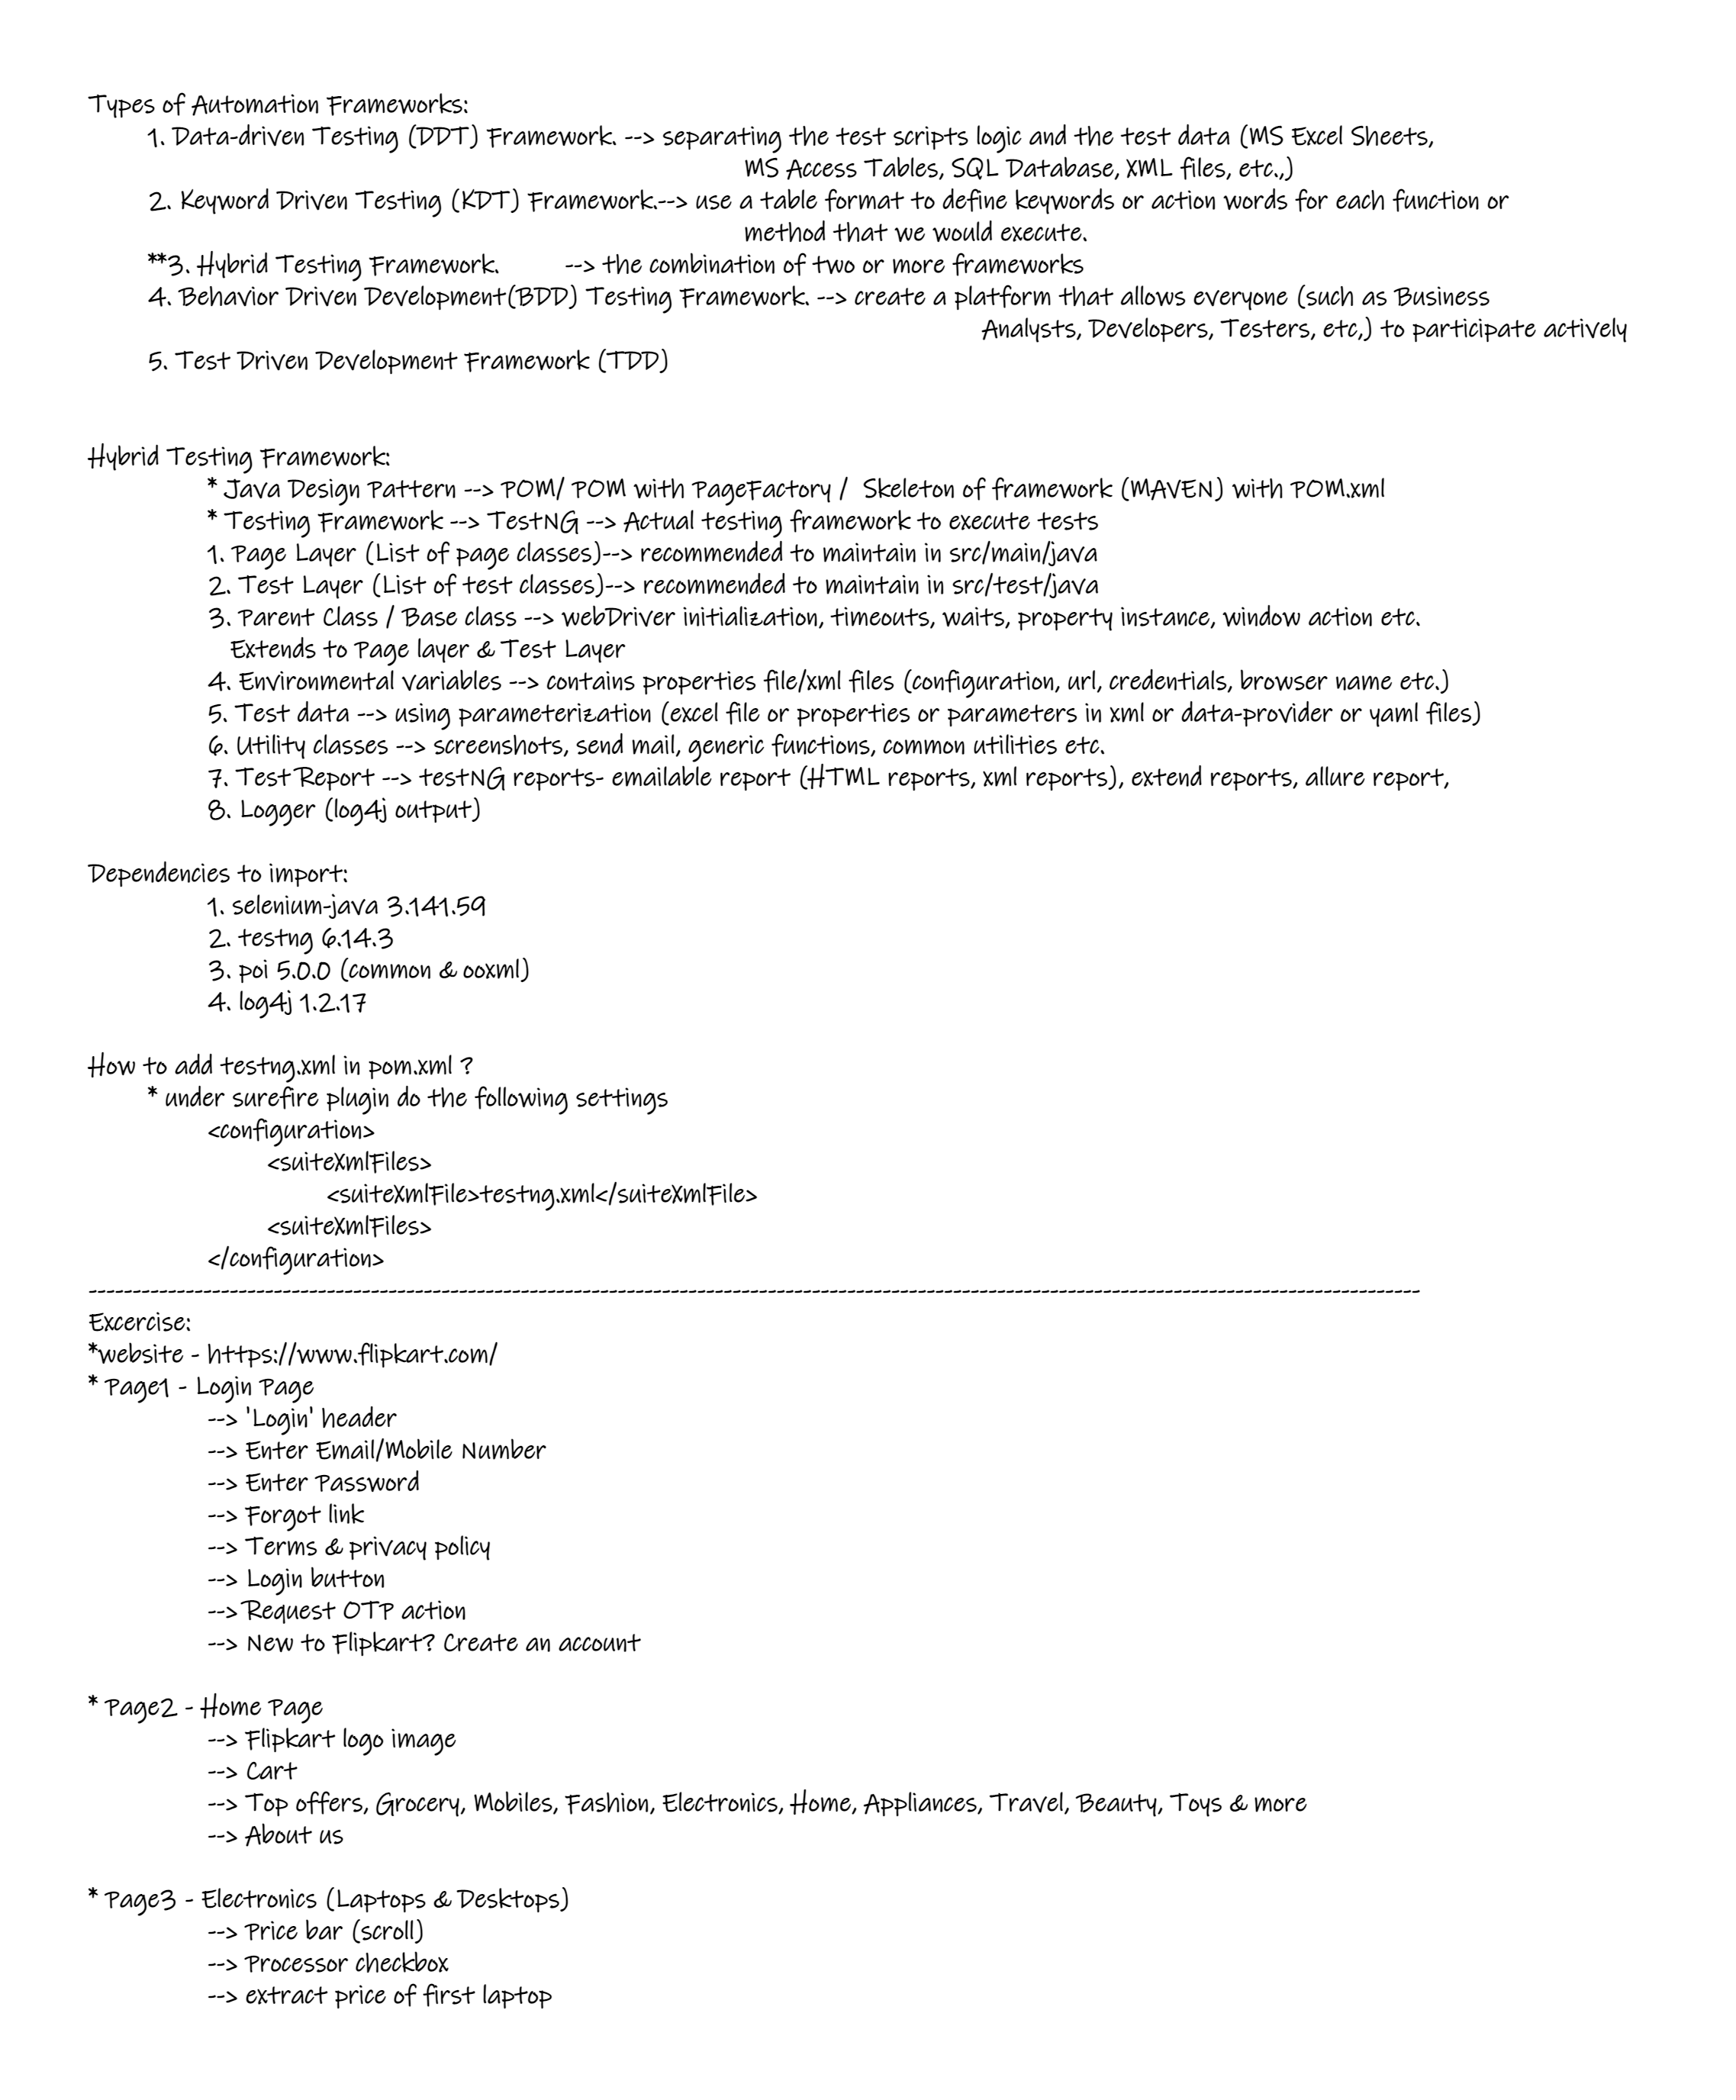 Types of Automation Frameworks:
1. Data-driven Testing (DDT) Framework. --> separating the test scripts logic and the test data (MS Excel Sheets,
MS Access Tables, SQL Database, XML files, etc.,)
2. Keyword Driven Testing (KDT) Framework.--> use a table format to define keywords or action words for each function or
method that we would execute.
**3. Hybrid Testing Framework. --> the combination of two or more frameworks
4. Behavior Driven Development(BDD) Testing Framework. --> create a platform that allows everyone (such as Business
Analysts, Developers, Testers, etc,) to participate actively
5. Test Driven Development Framework (TDD)
Hybrid Testing Framework:
* Java Design Pattern --> POM/ POM with PageFactory / Skeleton of framework (MAVEN) with POM.xml
* Testing Framework --> TestNG --> Actual testing framework to execute tests
1. Page Layer (List of page classes)--> recommended to maintain in src/main/java
2. Test Layer (List of test classes)--> recommended to maintain in src/test/java
3. Parent Class / Base class --> webDriver initialization, timeouts, waits, property instance, window action etc.
Extends to Page layer & Test Layer
4. Environmental variables --> contains properties file/xml files (configuration, url, credentials, browser name etc.)
5. Test data --> using parameterization (excel file or properties or parameters in xml or data-provider or yaml files)
6. Utility classes --> screenshots, send mail, generic functions, common utilities etc.
7. Test Report --> testNG reports- emailable report (HTML reports, xml reports), extend reports, allure report,
8. Logger (log4j output)
Dependencies to import:
1. selenium-java 3.141.59
2. testng 6.14.3
3. poi 5.0.0 (common & ooxml)
4. log4j 1.2.17
How to add testng.xml in pom.xml ?
* under surefire plugin do the following settings
<configuration>
<suiteXmlFiles>
<suiteXmlFile>testng.xml</suiteXmlFile>
<suiteXmlFiles>
</configuration>
----------------------------------------------------------------------------------------------------------------------------------------------------
Excercise:
*website - https://www.flipkart.com/
* Page1 - Login Page
--> 'Login' header
--> Enter Email/Mobile Number
--> Enter Password
--> Forgot link
--> Terms & privacy policy
--> Login button
--> Request OTP action
--> New to Flipkart? Create an account
* Page2 - Home Page
--> Flipkart logo image
--> Cart
--> Top offers, Grocery, Mobiles, Fashion, Electronics, Home, Appliances, Travel, Beauty, Toys & more
--> About us
* Page3 - Electronics (Laptops & Desktops)
--> Price bar (scroll)
--> Processor checkbox
--> extract price of first laptop